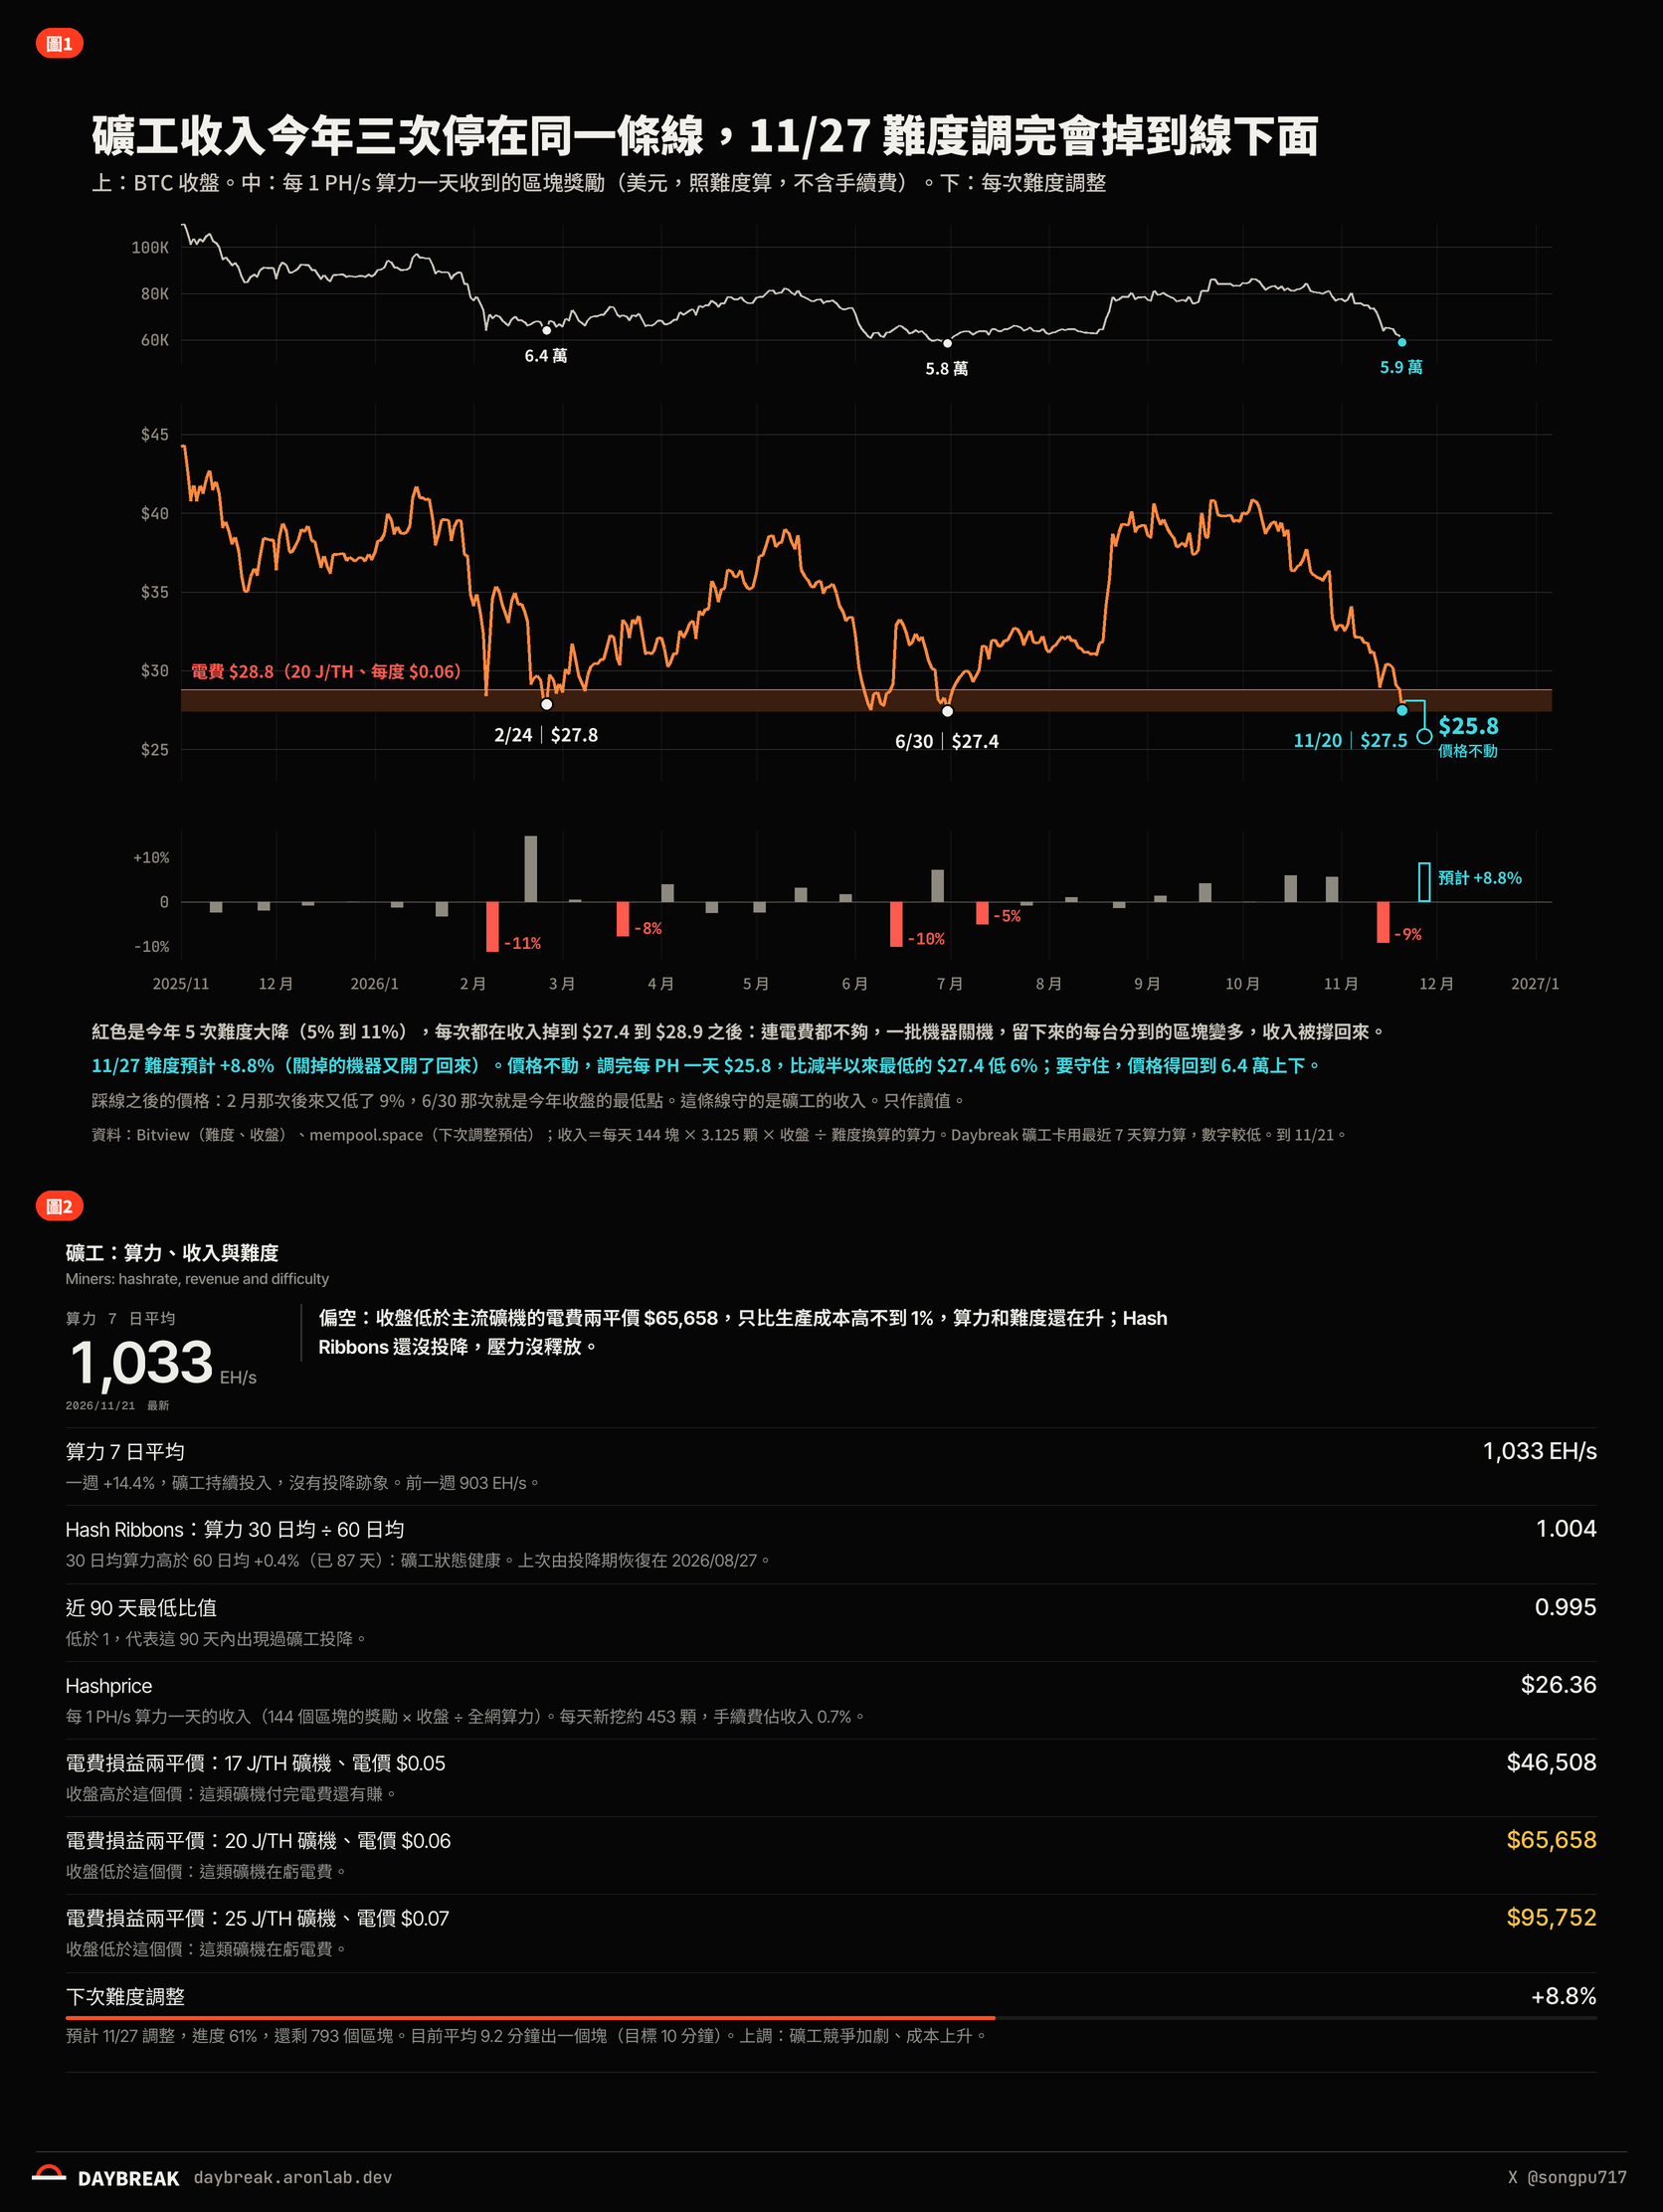 圖1
礦工收入今年三次停在同一條線，11/27 難度調完會掉到線下面
上：BTC 收盤。中：每 1 PH/s 算力一天收到的區塊獎勵（美元，照難度算，不含手續費）。下：每次難度調整
100K
80K
60K
6.4 萬
5.8 萬
5.9 萬
$45
$40
$35
$30
$25
電費 $28.8（20 J/TH、每度 $0.06）
2/24｜$27.8
6/30｜$27.4
11/20｜$27.5
$25.8
價格不動
+10%
0
-10%
-11%
-8%
-10%
-5%
-9%
預計 +8.8%
2025/11 12 月 2026/1 2 月 3 月 4 月 5 月 6 月 7 月 8 月 9 月 10 月 11 月 12 月 2027/1
紅色是今年 5 次難度大降（5% 到 11%），每次都在收入掉到 $27.4 到 $28.9 之後：連電費都不夠，一批機器關機，留下來的每台分到的區塊變多，收入被撐回來。
11/27 難度預計 +8.8%（關掉的機器又開了回來）。價格不動，調完每 PH 一天 $25.8，比減半以來最低的 $27.4 低 6%；要守住，價格得回到 6.4 萬上下。
踩線之後的價格：2 月那次後來又低了 9%，6/30 那次就是今年收盤的最低點。這條線守的是礦工的收入。只作讀值。
資料：Bitview（難度、收盤）、mempool.space（下次調整預估）；收入＝每天 144 塊 × 3.125 顆 × 收盤 ÷ 難度換算的算力。Daybreak 礦工卡用最近 7 天算力算，數字較低。到 11/21。
圖2
礦工：算力、收入與難度
Miners: hashrate, revenue and difficulty
算力 7 日平均
1,033 EH/s
2026/11/21 最新
偏空：收盤低於主流礦機的電費兩平價 $65,658，只比生產成本高不到 1%，算力和難度還在升；Hash
Ribbons 還沒投降，壓力沒釋放。
算力 7 日平均
1,033 EH/s
一週 +14.4%，礦工持續投入，沒有投降跡象。前一週 903 EH/s。
Hash Ribbons：算力 30 日均 ÷ 60 日均
1.004
30 日均算力高於 60 日均 +0.4%（已 87 天）：礦工狀態健康。上次由投降期恢復在 2026/08/27。
近 90 天最低比值
0.995
低於 1，代表這 90 天內出現過礦工投降。
Hashprice
$26.36
每 1 PH/s 算力一天的收入（144 個區塊的獎勵 × 收盤 ÷ 全網算力）。每天新挖約 453 顆，手續費佔收入 0.7%。
電費損益兩平價：17 J/TH 礦機、電價 $0.05
$46,508
收盤高於這個價：這類礦機付完電費還有賺。
電費損益兩平價：20 J/TH 礦機、電價 $0.06
$65,658
收盤低於這個價：這類礦機在虧電費。
電費損益兩平價：25 J/TH 礦機、電價 $0.07
$95,752
收盤低於這個價：這類礦機在虧電費。
下次難度調整
+8.8%
預計 11/27 調整，進度 61%，還剩 793 個區塊。目前平均 9.2 分鐘出一個塊（目標 10 分鐘）。上調：礦工競爭加劇、成本上升。
DAYBREAK daybreak.aronlab.dev
X @songpu717